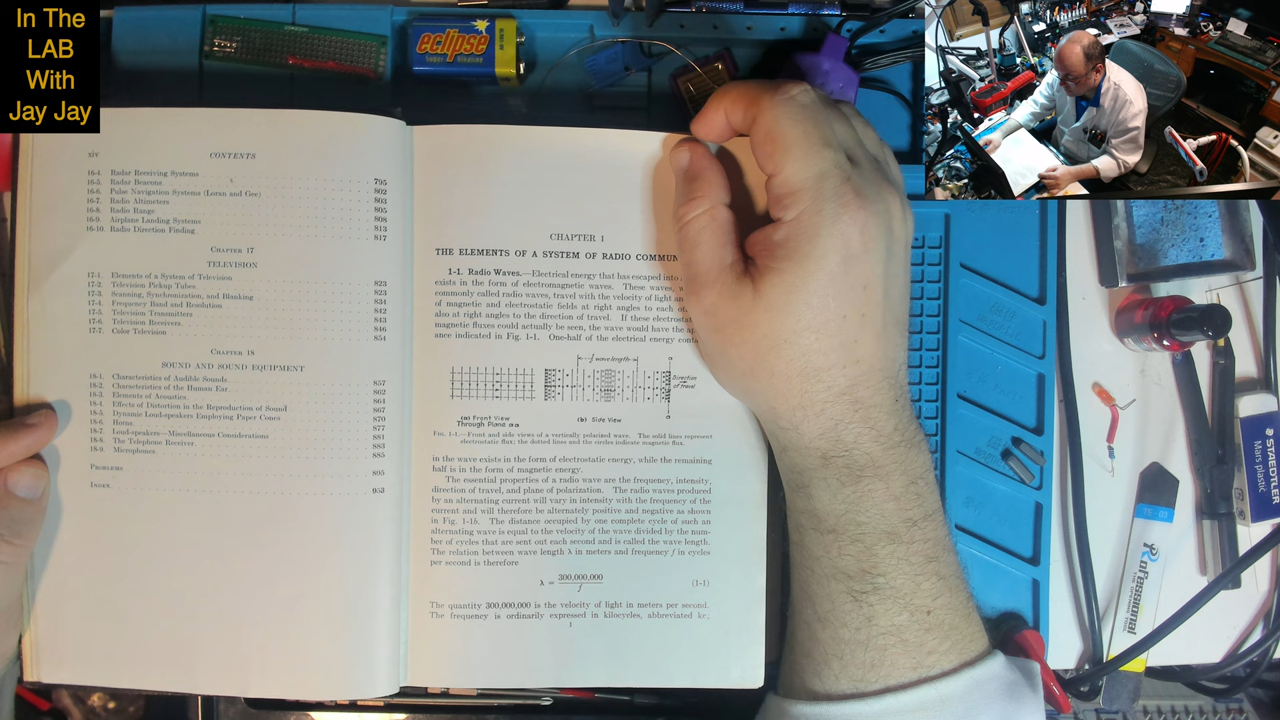 In The
LAB
With
Jay Jay
eclipse
Super Alkaline
xiv CONTENTS
16-4. Radar Receiving Systems 795
16-5. Radar Beacons 802
16-6. Pulse Navigation Systems (Loran and Gee) 803
16-7. Radio Altimeters 805
16-8. Radio Range 808
16-9. Airplane Landing Systems 813
16-10. Radio Direction Finding 817
CHAPTER 17
TELEVISION
17-1. Elements of a System of Television 823
17-2. Television Pickup Tubes 823
17-3. Scanning, Synchronization, and Blanking 834
17-4. Frequency Band and Resolution 842
17-5. Television Transmitters 843
17-6. Television Receivers 846
17-7. Color Television 854
CHAPTER 18
SOUND AND SOUND EQUIPMENT
18-1. Characteristics of Audible Sounds 857
18-2. Characteristics of the Human Ear 862
18-3. Elements of Acoustics 864
18-4. Effects of Distortion in the Reproduction of Sound 867
18-5. Dynamic Loud-speakers Employing Paper Cones 870
18-6. Horns 877
18-7. Loud-speakers—Miscellaneous Considerations 881
18-8. The Telephone Receiver 883
18-9. Microphones 885
PROBLEMS 895
INDEX 953
CHAPTER 1
THE ELEMENTS OF A SYSTEM OF RADIO COMMUN
1-1. Radio Waves.—Electrical energy that has escaped into
exists in the form of electromagnetic waves. These waves,
commonly called radio waves, travel with the velocity of light an
of magnetic and electrostatic fields at right angles to each
also at right angles to the direction of travel. If these electrosta
magnetic fluxes could actually be seen, the wave would have the
ance indicated in Fig. 1-1. One-half of the electrical energy
wave length
Direction
of travel
(a) Front View
Through Plane aa
(b) Side View
FIG. 1-1.—Front and side views of a vertically polarized wave. The solid lines represent
electrostatic flux; the dotted lines and the circles indicate magnetic flux.
in the wave exists in the form of electrostatic energy, while the remaining
half is in the form of magnetic energy.
The essential properties of a radio wave are the frequency, intensity,
direction of travel, and plane of polarization. The radio waves produced
by an alternating current will vary in intensity with the frequency of the
current and will therefore be alternately positive and negative as shown
in Fig. 1-1b. The distance occupied by one complete cycle of such an
alternating wave is equal to the velocity of the wave divided by the num-
ber of cycles that are sent out each second and is called the wave length.
The relation between wave length λ in meters and frequency f in cycles
per second is therefore
λ = 300,000,000 / f (1-1)
The quantity 300,000,000 is the velocity of light in meters per second.
The frequency is ordinarily expressed in kilocycles, abbreviated kc;
1
STAEDTLER
Mars plastic
TE-03
RoFessional